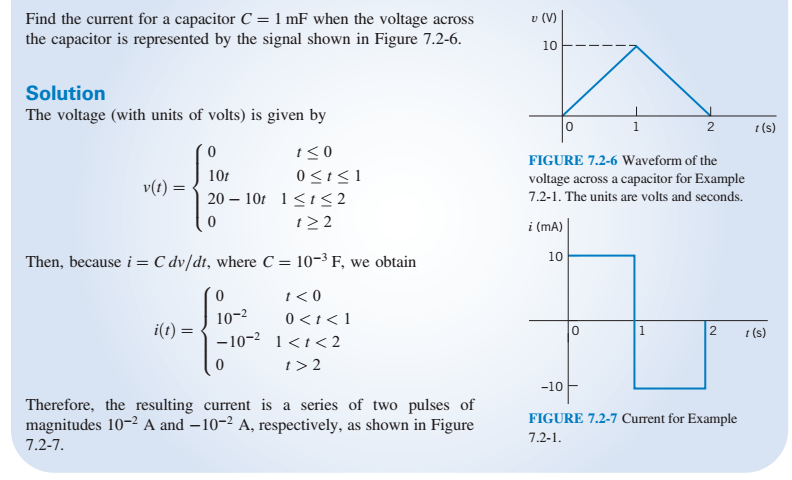 Find the current for a capacitor C = 1 mF when the voltage across
the capacitor is represented by the signal shown in Figure 7.2-6.
Solution
The voltage (with units of volts) is given by
v(t) = { 0 t ≤ 0
10t 0 ≤ t ≤ 1
20 − 10t 1 ≤ t ≤ 2
0 t ≥ 2
Then, because i = C dv/dt, where C = 10⁻³ F, we obtain
i(t) = { 0 t < 0
10⁻² 0 < t < 1
−10⁻² 1 < t < 2
0 t > 2
Therefore, the resulting current is a series of two pulses of
magnitudes 10⁻² A and −10⁻² A, respectively, as shown in Figure
7.2-7.
v (V)
10
0 1 2 t (s)
FIGURE 7.2-6 Waveform of the
voltage across a capacitor for Example
7.2-1. The units are volts and seconds.
i (mA)
10
0 1 2 t (s)
−10
FIGURE 7.2-7 Current for Example
7.2-1.